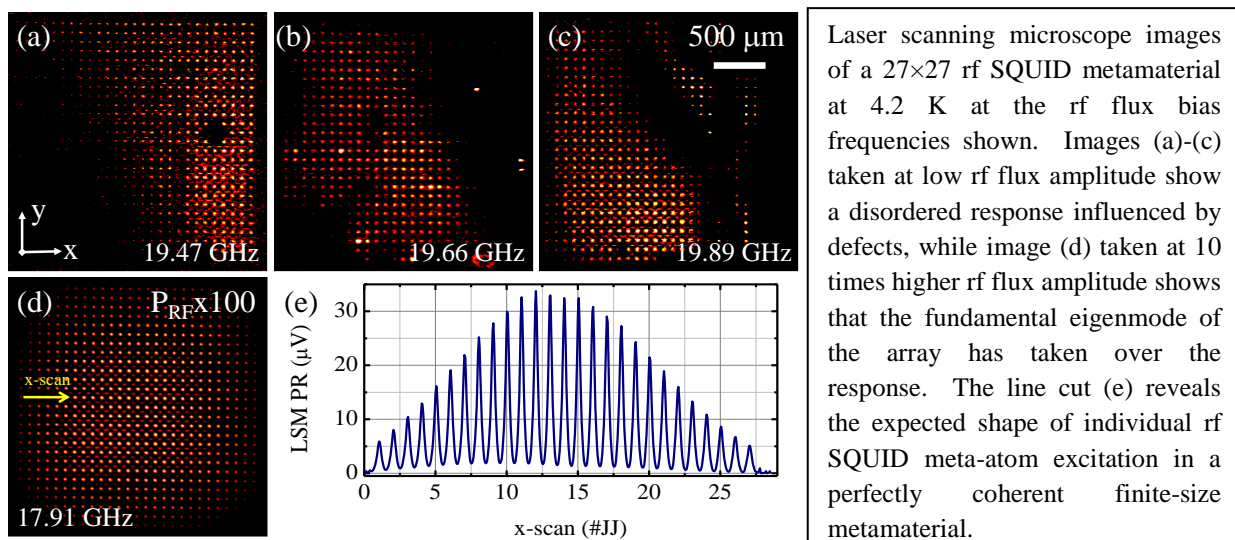 (a)
y
x
19.47 GHz
(b)
19.66 GHz
(c)
500 μm
19.89 GHz
(d)
P_RFx100
x-scan
17.91 GHz
(e)
LSM PR (μV)
30
20
10
0
0 5 10 15 20 25
x-scan (#JJ)
Laser scanning microscope images
of a 27×27 rf SQUID metamaterial
at 4.2 K at the rf flux bias
frequencies shown. Images (a)-(c)
taken at low rf flux amplitude show
a disordered response influenced by
defects, while image (d) taken at 10
times higher rf flux amplitude shows
that the fundamental eigenmode of
the array has taken over the
response. The line cut (e) reveals
the expected shape of individual rf
SQUID meta-atom excitation in a
perfectly coherent finite-size
metamaterial.